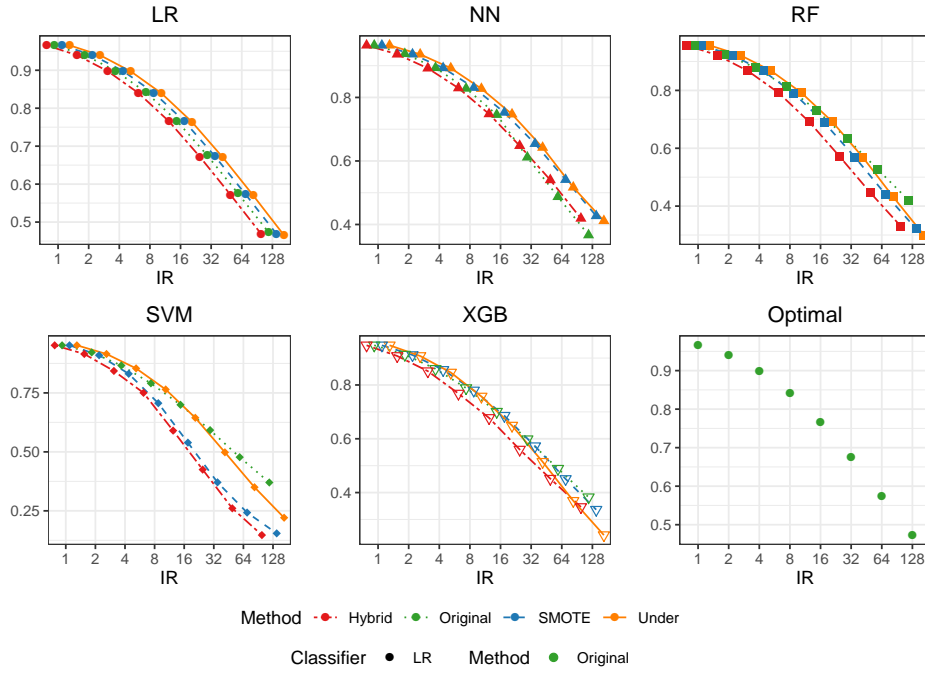 LR
NN
RF
0.9
0.8
0.7
0.6
0.5
0.8
0.6
0.4
0.8
0.6
0.4
1 2 4 8 16 32 64 128
1 2 4 8 16 32 64 128
1 2 4 8 16 32 64 128
IR
IR
IR
SVM
XGB
Optimal
0.75
0.50
0.25
0.8
0.6
0.4
0.9
0.8
0.7
0.6
0.5
1 2 4 8 16 32 64 128
1 2 4 8 16 32 64 128
1 2 4 8 16 32 64 128
IR
IR
IR
Method Hybrid Original SMOTE Under
Classifier LR Method Original